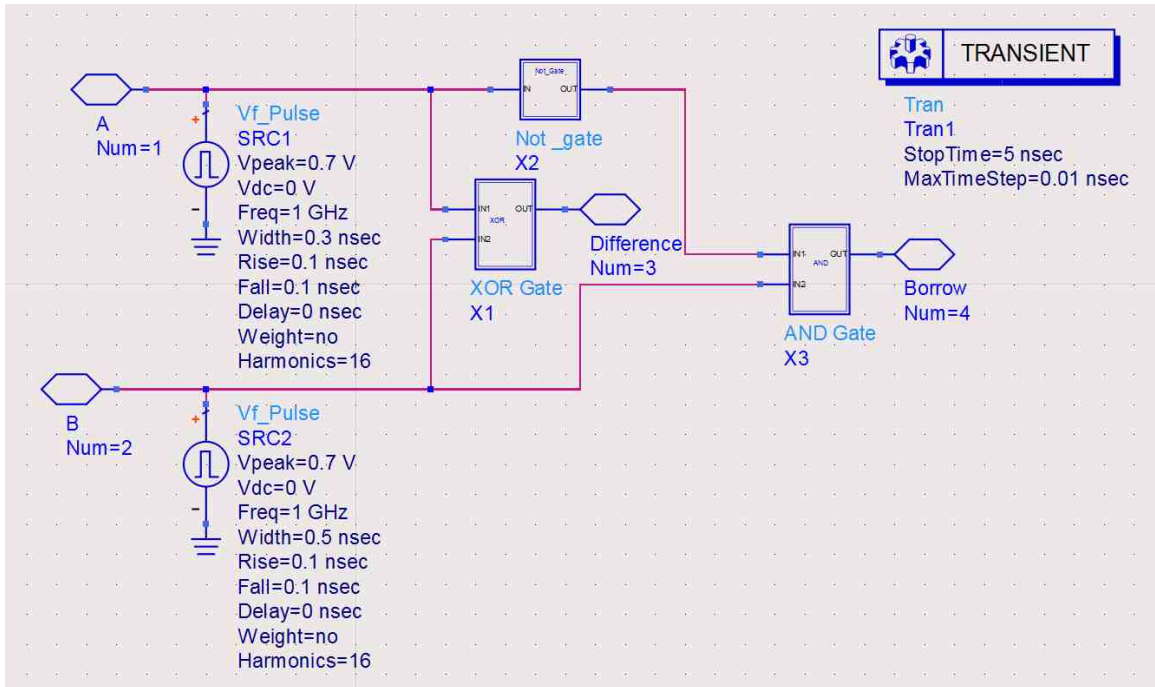 TRANSIENT
Tran
Tran1
StopTime=5 nsec
MaxTimeStep=0.01 nsec
A
Num=1
Vf_Pulse
SRC1
Vpeak=0.7 V
Vdc=0 V
Freq=1 GHz
Width=0.3 nsec
Rise=0.1 nsec
Fall=0.1 nsec
Delay=0 nsec
Weight=no
Harmonics=16
Not_Gate
IN OUT
Not _gate
X2
IN1 OUT
XOR
IN2
XOR Gate
X1
Difference
Num=3
IN1 OUT
AND
IN2
AND Gate
X3
Borrow
Num=4
B
Num=2
Vf_Pulse
SRC2
Vpeak=0.7 V
Vdc=0 V
Freq=1 GHz
Width=0.5 nsec
Rise=0.1 nsec
Fall=0.1 nsec
Delay=0 nsec
Weight=no
Harmonics=16